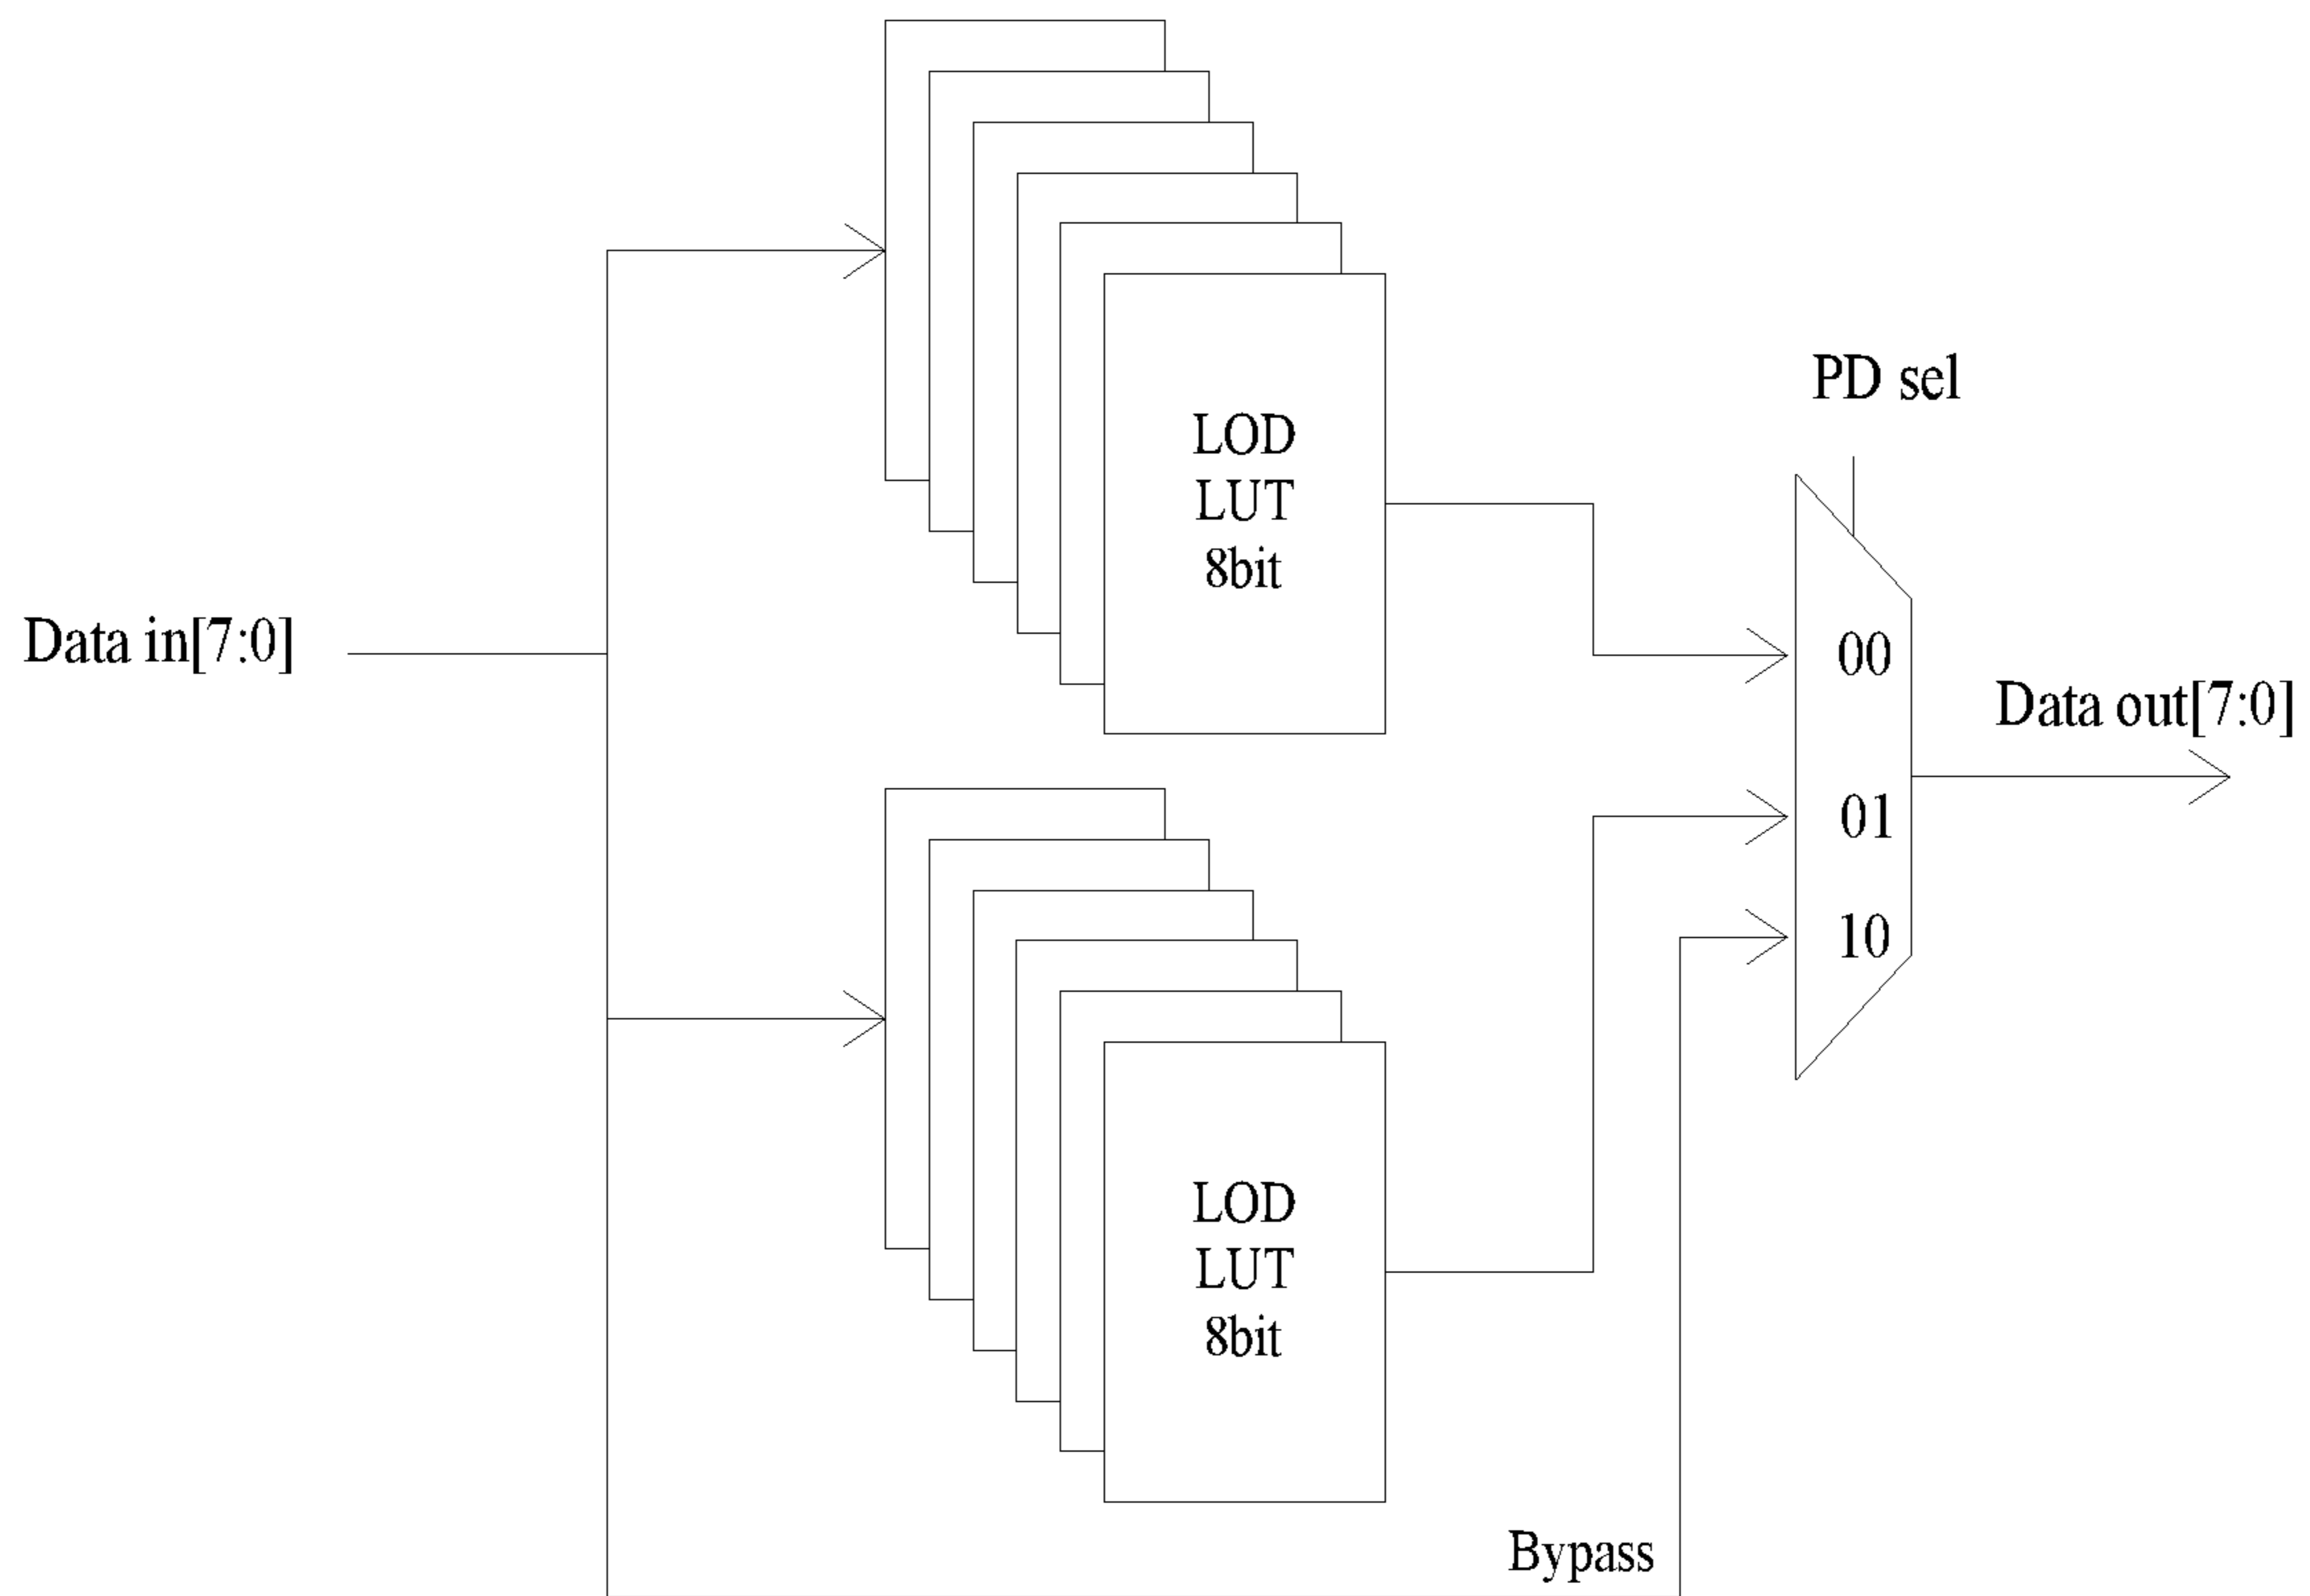 PD sel
LOD
LUT
8bit
Data in[7:0]
00
Data out[7:0]
01
10
LOD
LUT
8bit
Bypass